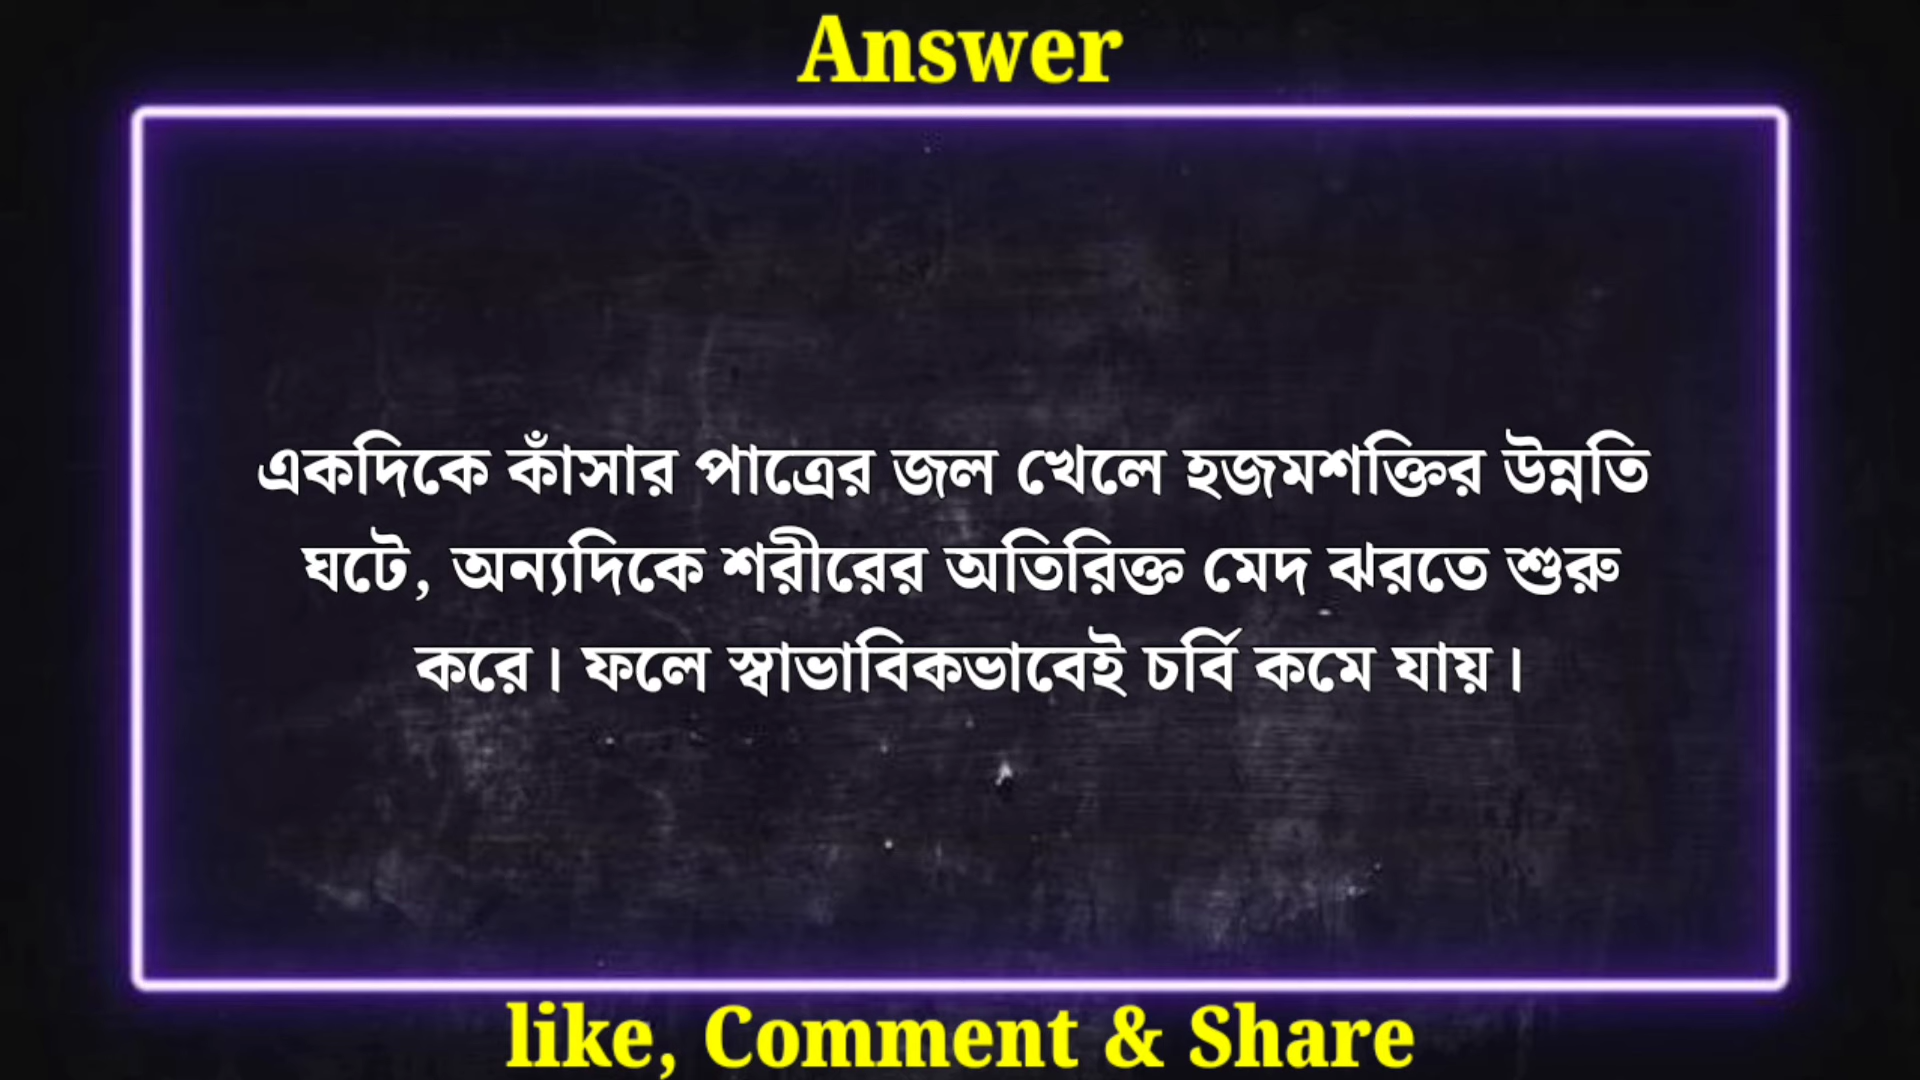 Answer
একদিকে কাঁসার পাত্রের জল খেলে হজমশক্তির উন্নতি
ঘটে, অন্যদিকে শরীরের অতিরিক্ত মেদ ঝরতে শুরু
করে। ফলে স্বাভাবিকভাবেই চর্বি কমে যায়।
like, Comment & Share